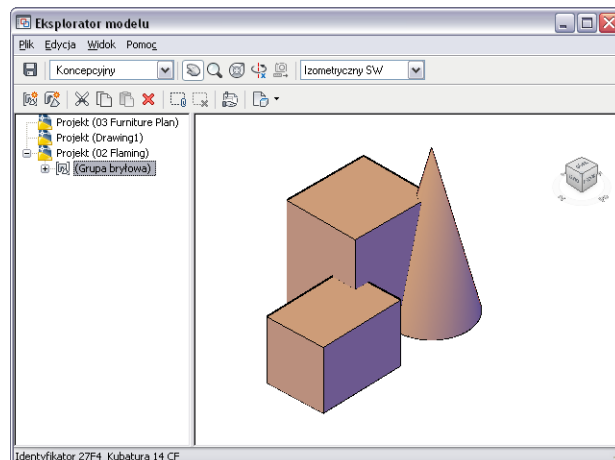 Eksplorator modelu
Plik Edycja Widok Pomoc
Koncepcyjny Izometryczny SW
Projekt (03 Furniture Plan)
Projekt (Drawing1)
Projekt (02 Flaming)
(Grupa bryłowa)
Identyfikator 27F4 Kubatura 14 CF